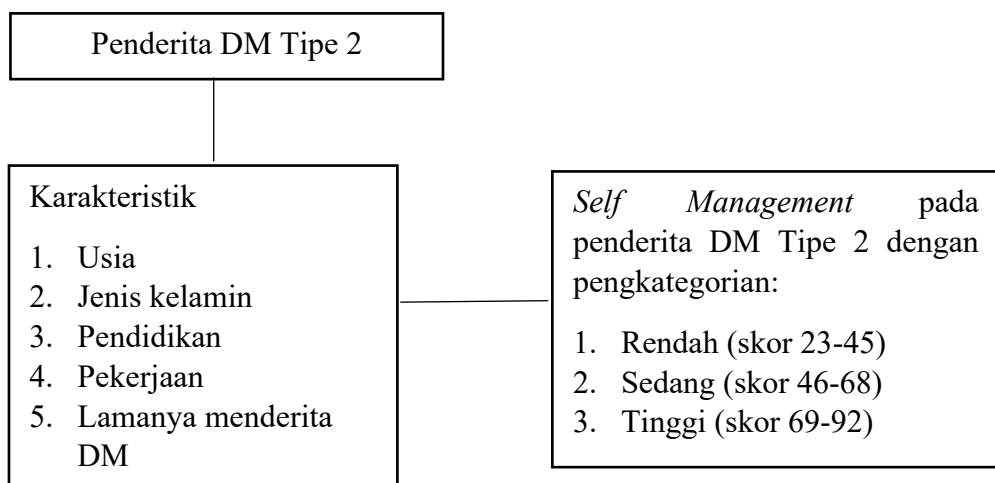 Penderita DM Tipe 2
Karakteristik
1. Usia
2. Jenis kelamin
3. Pendidikan
4. Pekerjaan
5. Lamanya menderita
DM
Self Management pada
penderita DM Tipe 2 dengan
pengkategorian:
1. Rendah (skor 23-45)
2. Sedang (skor 46-68)
3. Tinggi (skor 69-92)